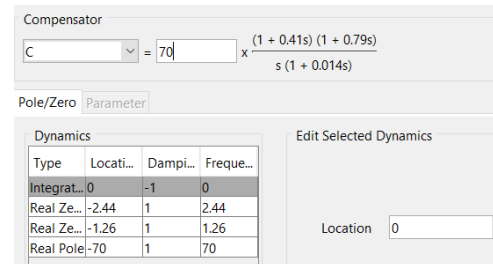 Compensator
C = 70 x (1 + 0.41s) (1 + 0.79s)
s (1 + 0.014s)
Pole/Zero Parameter
Dynamics Edit Selected Dynamics
Type Locati... Dampi... Freque...
Integrat... 0 -1 0
Real Ze... -2.44 1 2.44
Real Ze... -1.26 1 1.26 Location 0
Real Pole -70 1 70